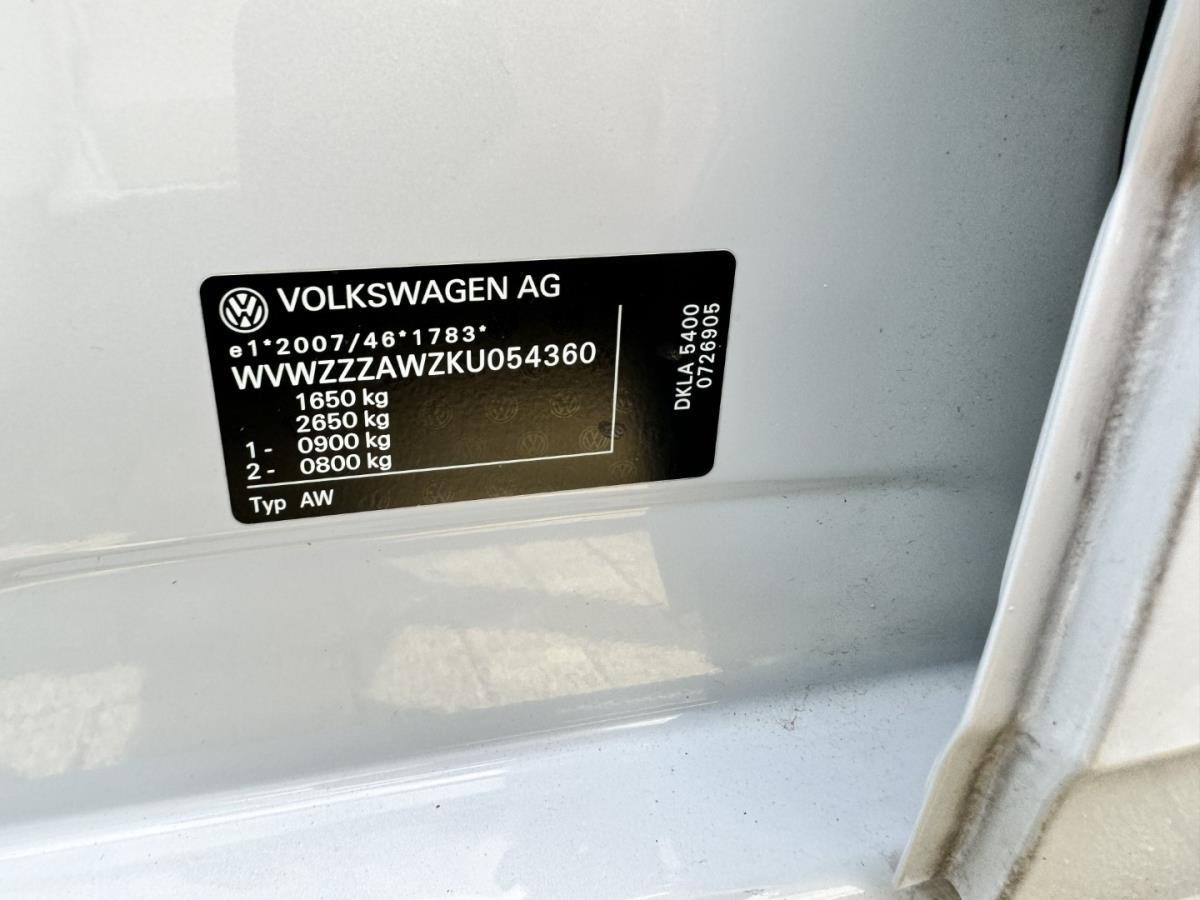 VOLKSWAGEN AG
e1*2007/46*1783*
WVWZZZAWZKU054360
1650 kg
2650 kg
1- 0900 kg
2- 0800 kg
Typ AW
DKLA 5400
0726905